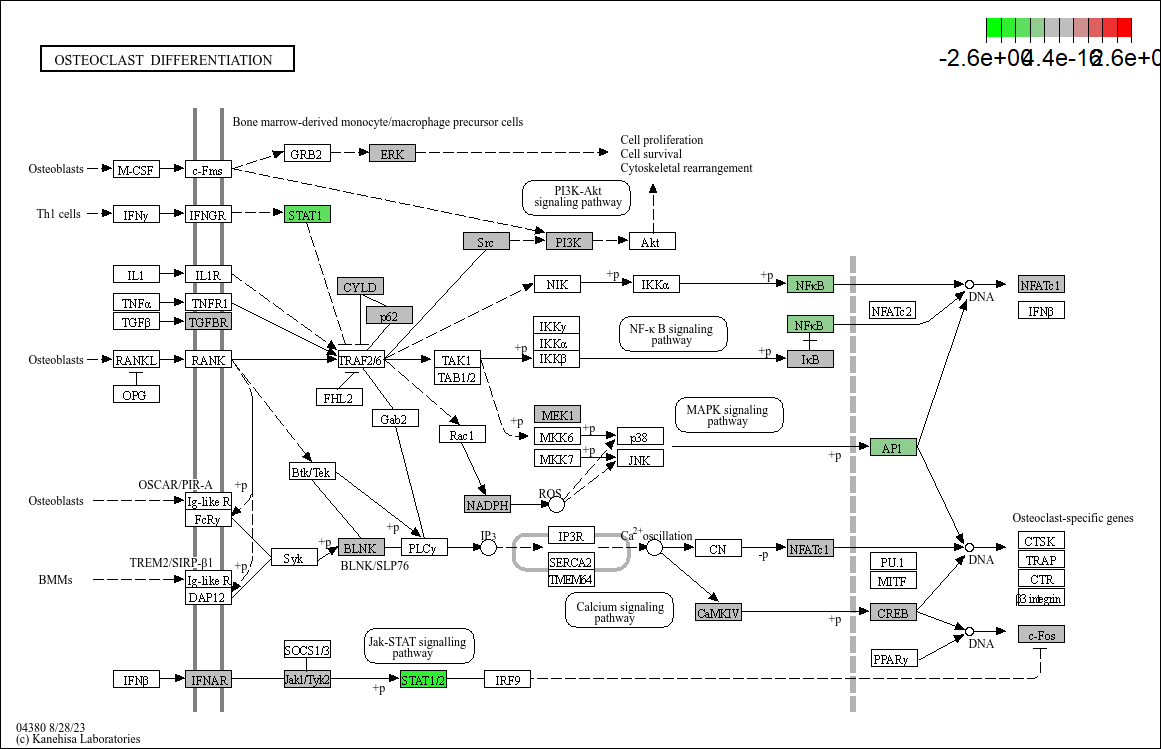 -2.6e+00
4.4e-16
2.6e+0
OSTEOCLAST DIFFERENTIATION
Bone marrow-derived monocyte/macrophage precursor cells
Cell proliferation
Cell survival
Cytoskeletal rearrangement
GRB2
ERK
Osteoblasts
M-CSF
c-Fms
PI3K-Akt
signaling pathway
Th1 cells
IFNγ
IFNGR
STAT1
Src
PI3K
Akt
IL1
IL1R
CYLD
NIK
+p
IKKα
+p
NFκB
DNA
NFATc1
TNFα
TNFR1
p62
NFATc2
IFNβ
TGFβ
TGFBR
IKKγ
IKKα
IKKβ
NF-κ B signaling
pathway
NFκB
Osteoblasts
RANKL
RANK
TRAF2/6
TAK1
TAB1/2
+p
+p
IκB
OPG
FHL2
Gab2
Rac1
MEK1
MKK6
MKK7
+p
+p
+p
p38
JNK
MAPK signaling
pathway
+p
AP1
Btk/Tek
OSCAR/PIR-A
+p
Osteoblasts
Ig-like R
FcRγ
NADPH
ROS
Osteoclast-specific genes
+p
+p
Syk
BLNK
BLNK/SLP76
PLCγ
IP3
IP3R
SERCA2
TMEM64
Ca2+ oscillation
CN
-p
NFATc1
DNA
CTSK
TRAP
CTR
β3 integrin
PU.1
MITF
TREM2/SIRP-β1
+p
BMMs
Ig-like R
DAP12
Calcium signaling
pathway
CaMKIV
+p
CREB
DNA
c-Fos
PPARγ
SOCS1/3
Jak-STAT signalling
pathway
IFNβ
IFNAR
Jak1/Tyk2
+p
STAT1/2
IRF9
04380 8/28/23
(c) Kanehisa Laboratories